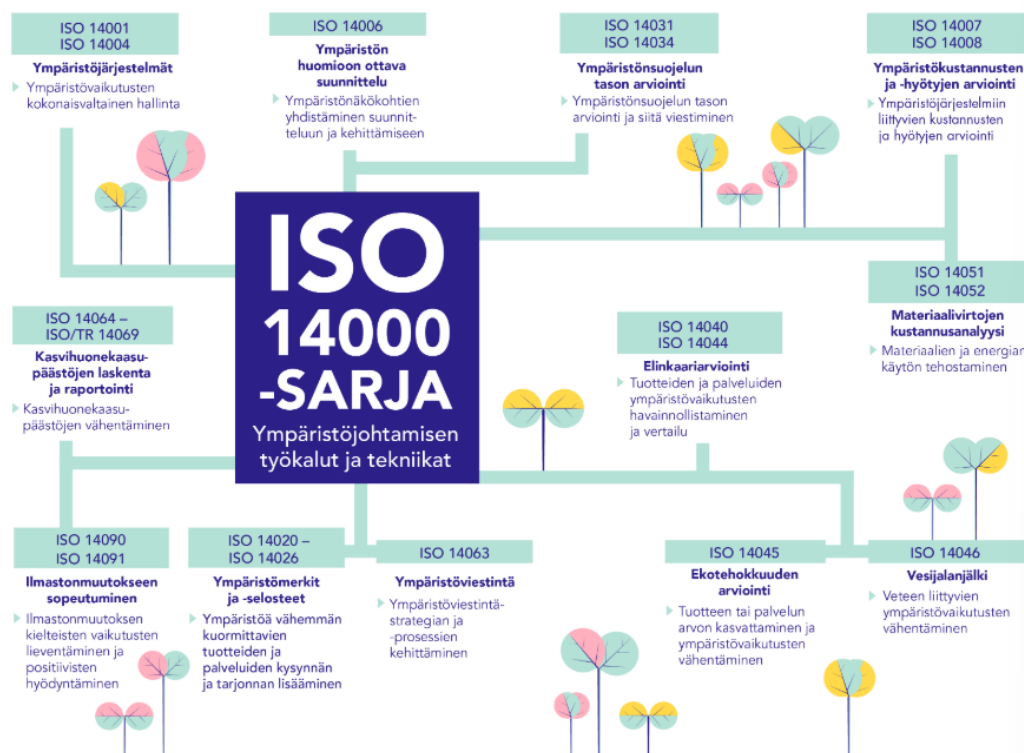 ISO 14001
ISO 14004
Ympäristöjärjestelmät
Ympäristövaikutusten
kokonaisvaltainen hallinta
ISO 14006
Ympäristön
huomioon ottava
suunnittelu
Ympäristönäkökohtien
yhdistäminen suunnit-
teluun ja kehittämiseen
ISO 14031
ISO 14034
Ympäristönsuojelun
tason arviointi
Ympäristönsuojelun tason
arviointi ja siitä viestiminen
ISO 14007
ISO 14008
Ympäristökustannusten
ja -hyötyjen arviointi
Ympäristöjärjestelmiin
liittyvien kustannusten
ja hyötyjen arviointi
ISO
14000
-SARJA
Ympäristöjohtamisen
työkalut ja tekniikat
ISO 14051
ISO 14052
Materiaalivirtojen
kustannusanalyysi
Materiaalien ja energian
käytön tehostaminen
ISO 14064 –
ISO/TR 14069
Kasvihuonekaasu-
päästöjen laskenta
ja raportointi
Kasvihuonekaasu-
päästöjen vähentäminen
ISO 14040
ISO 14044
Elinkaariarviointi
Tuotteiden ja palveluiden
ympäristövaikutusten
havainnollistaminen
ja vertailu
ISO 14090
ISO 14091
Ilmastonmuutokseen
sopeutuminen
Ilmastonmuutoksen
kielteisten vaikutusten
lieventäminen ja
positiivisten
hyödyntäminen
ISO 14020 –
ISO 14026
Ympäristömerkit
ja -selosteet
Ympäristöä vähemmän
kuormittavien
tuotteiden ja
palveluiden kysynnän
ja tarjonnan lisääminen
ISO 14063
Ympäristöviestintä
Ympäristöviestintä-
strategian ja
-prosessien
kehittäminen
ISO 14045
Ekotehokkuuden
arviointi
Tuotteen tai palvelun
arvon kasvattaminen ja
ympäristövaikutusten
vähentäminen
ISO 14046
Vesijalanjälki
Veteen liittyvien
ympäristövaikutusten
vähentäminen